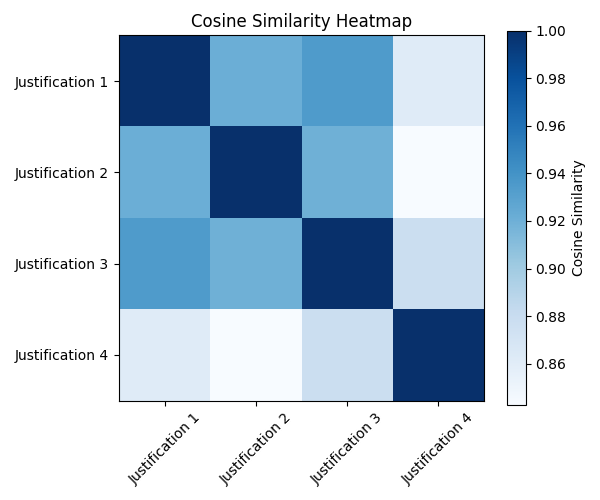 Cosine Similarity Heatmap
Justification 1
Justification 2
Justification 3
Justification 4
Justification 1
Justification 2
Justification 3
Justification 4
1.00
0.98
0.96
0.94
0.92
0.90
0.88
0.86
Cosine Similarity